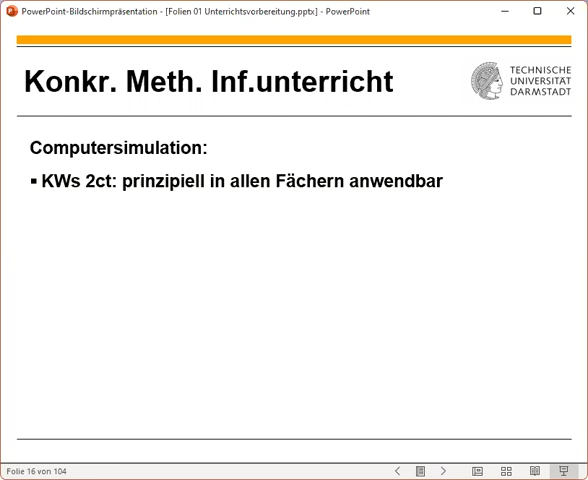 PowerPoint-Bildschirmpräsentation - [Folien 01 Unterrichtsvorbereitung.pptx] - PowerPoint
Konkr. Meth. Inf.unterricht
TECHNISCHE
UNIVERSITÄT
DARMSTADT
Computersimulation:
▪ KWs 2ct: prinzipiell in allen Fächern anwendbar
Folie 16 von 104